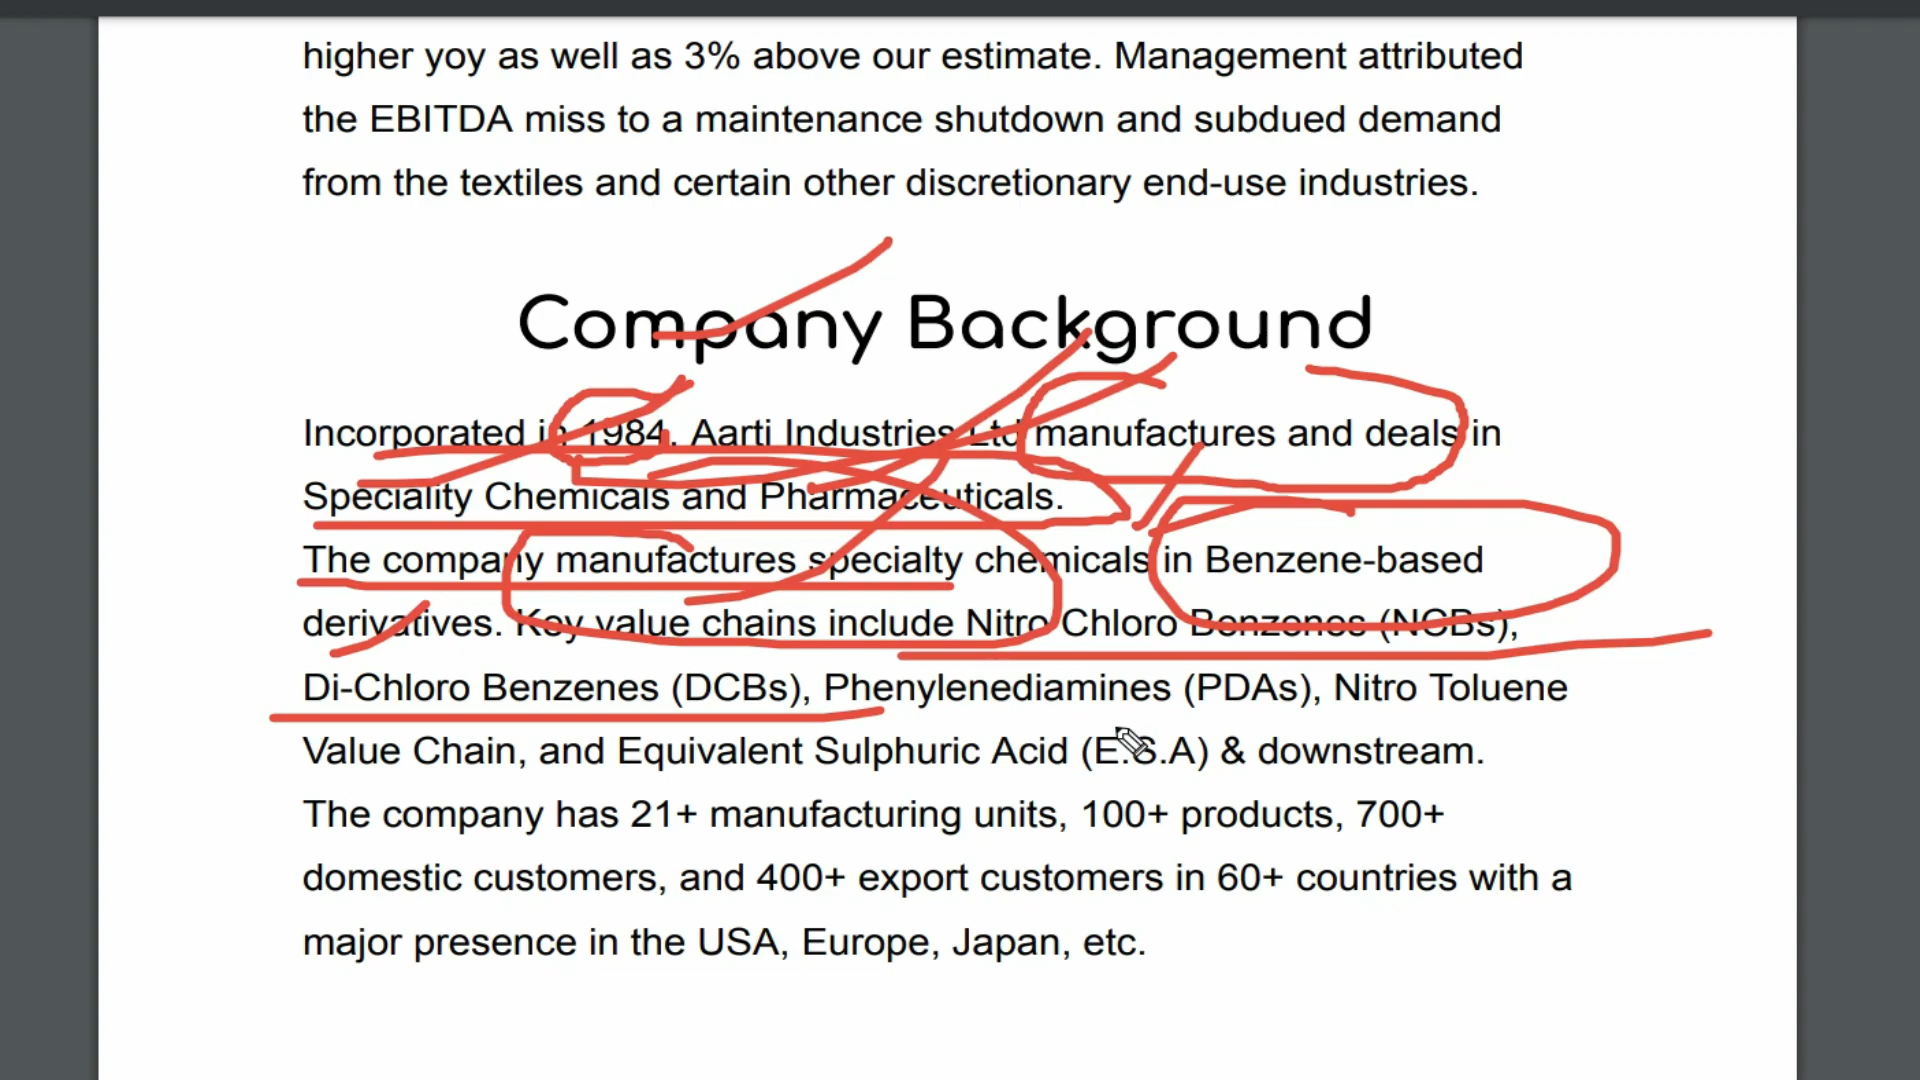 higher yoy as well as 3% above our estimate. Management attributed
the EBITDA miss to a maintenance shutdown and subdued demand
from the textiles and certain other discretionary end-use industries.
Company Background
Incorporated in 1984. Aarti Industries Ltd manufactures and deals in
Speciality Chemicals and Pharmaceuticals.
The company manufactures specialty chemicals in Benzene-based
derivatives. Key value chains include Nitro Chloro Benzenes (NCBs),
Di-Chloro Benzenes (DCBs), Phenylenediamines (PDAs), Nitro Toluene
Value Chain, and Equivalent Sulphuric Acid (E.S.A) & downstream.
The company has 21+ manufacturing units, 100+ products, 700+
domestic customers, and 400+ export customers in 60+ countries with a
major presence in the USA, Europe, Japan, etc.